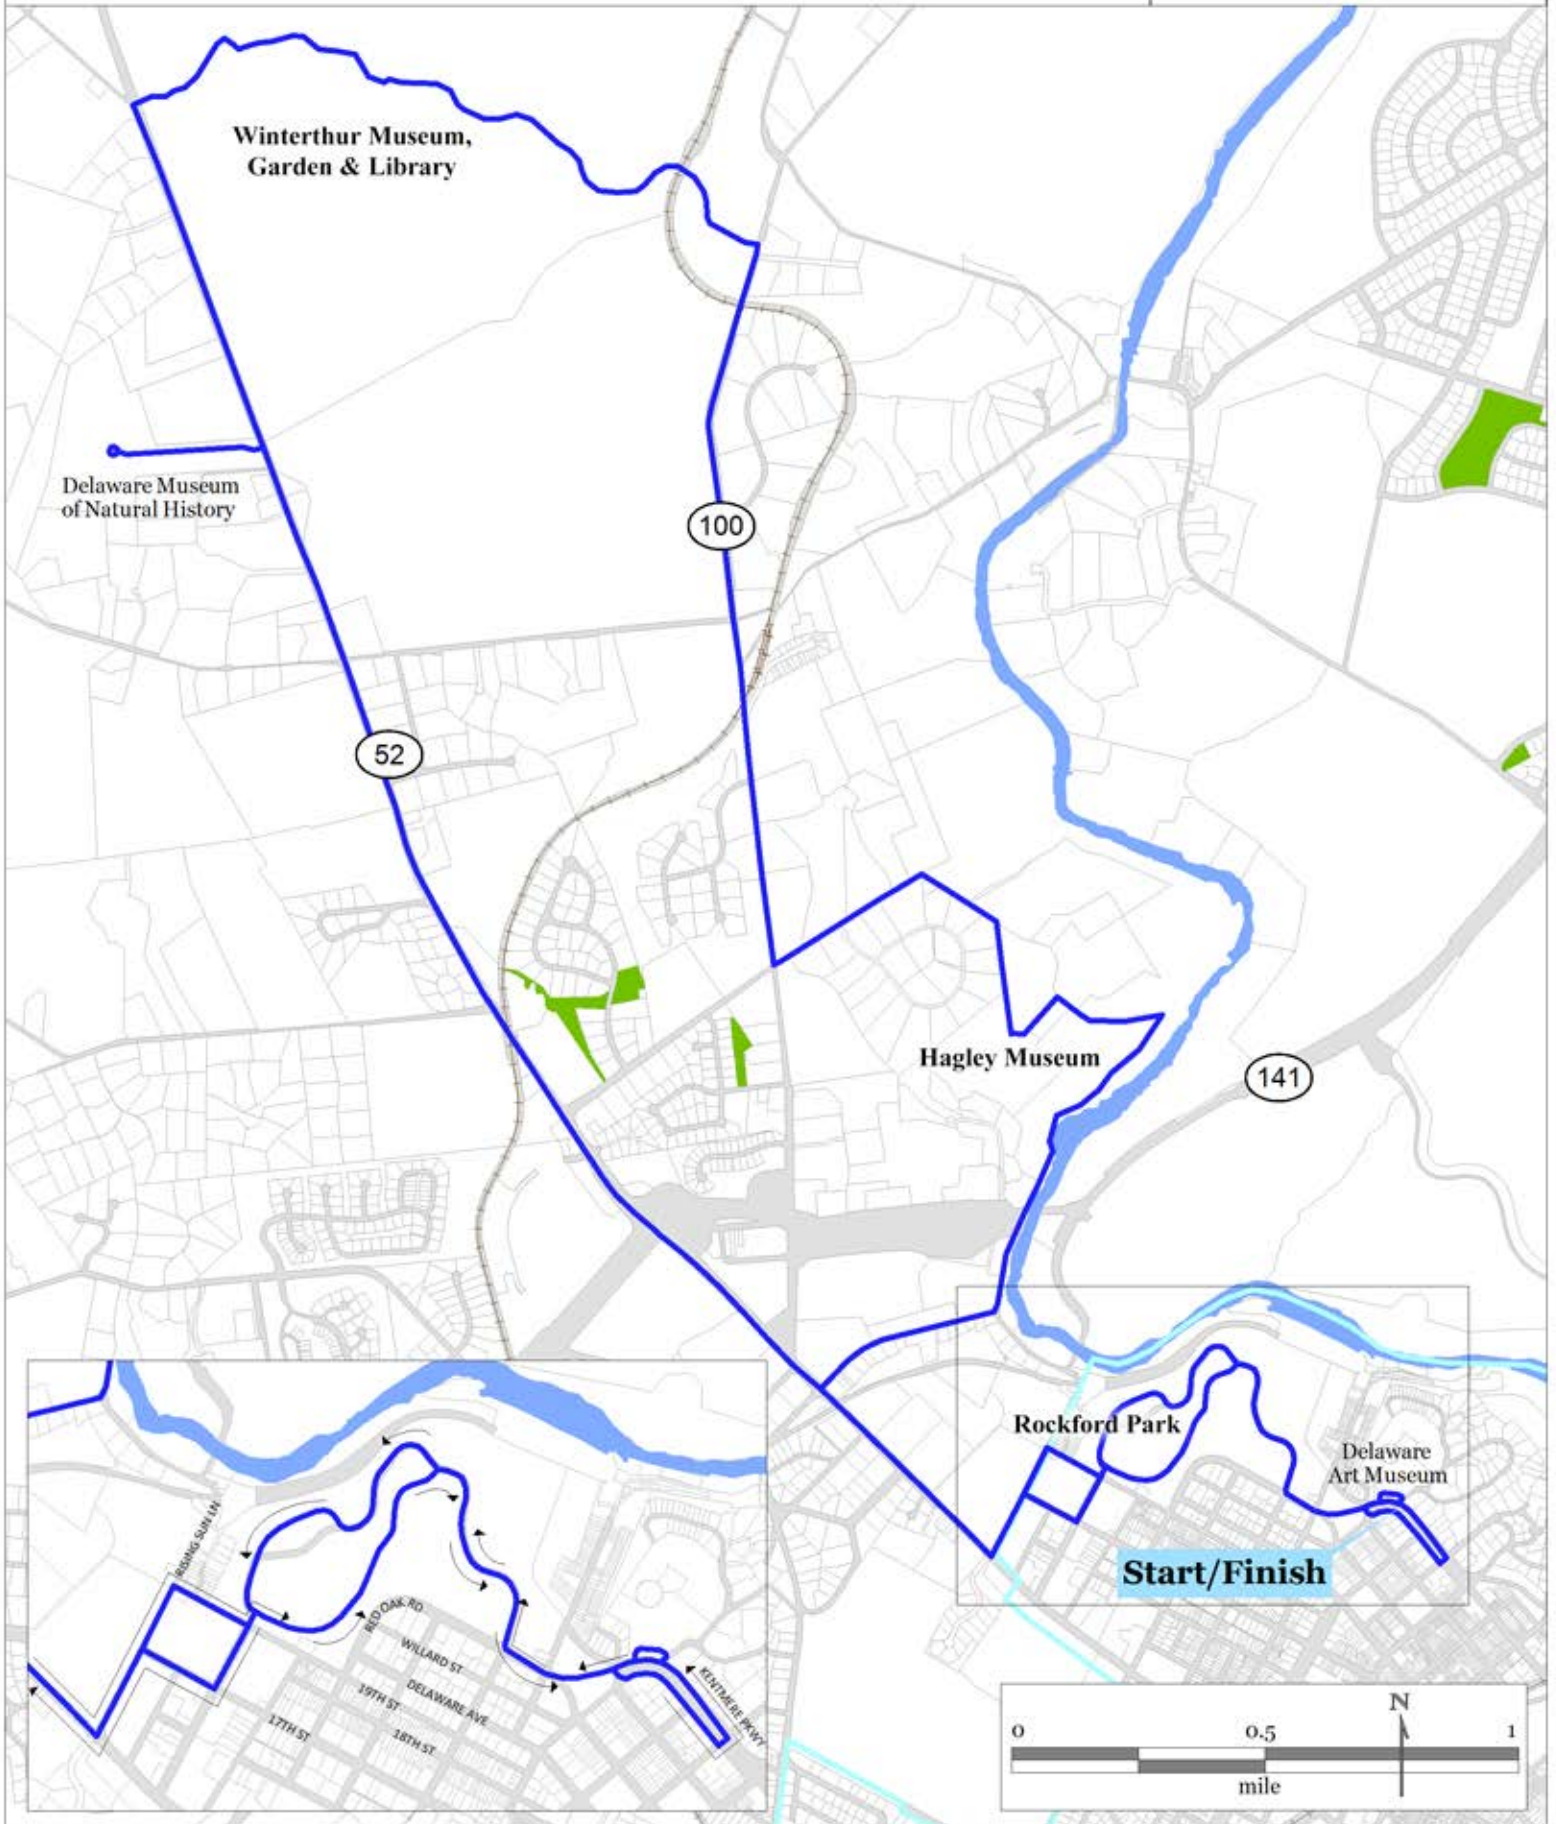 Winterthur Museum,
Garden & Library
Delaware Museum
of Natural History
100
52
Hagley Museum
141
Rockford Park
Delaware
Art Museum
Start/Finish
RISING SUN LN
RED OAK RD
WILLARD ST
DELAWARE AVE
19TH ST
18TH ST
17TH ST
KENTMERE PKWY
N
0 0.5 1
mile